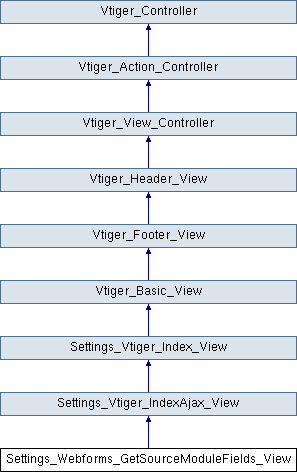 Vtiger_Controller
Vtiger_Action_Controller
Vtiger_View_Controller
Vtiger_Header_View
Vtiger_Footer_View
Vtiger_Basic_View
Settings_Vtiger_Index_View
Settings_Vtiger_IndexAjax_View
Settings_Webforms_GetSourceModuleFields_View